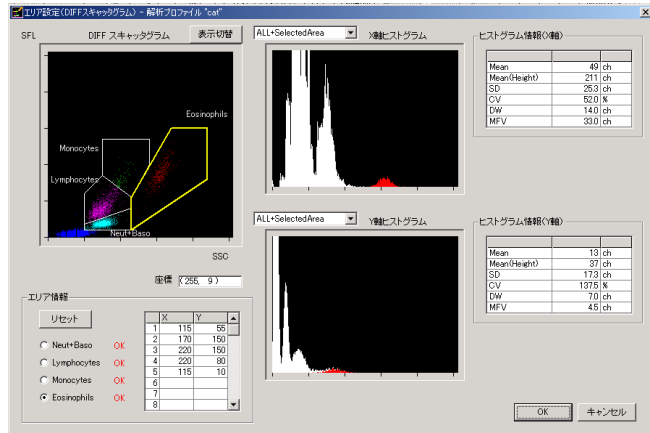 エリア設定(DIFFスキャッタグラム) - 解析プロファイル "cat"
SFL
DIFF スキャッタグラム
表示切替
Eosinophils
Monocytes
Lymphocytes
Neut+Baso
SSC
座標 (255, 9)
エリア情報
リセット
Neut+Baso OK
Lymphocytes OK
Monocytes OK
Eosinophils OK
X Y
1 115 55
2 170 150
3 220 150
4 220 80
5 115 10
6
7
8
ALL+SelectedArea
X軸ヒストグラム
ヒストグラム情報(X軸)
Mean 49 ch
Mean(Height) 211 ch
SD 25.3 ch
CV 52.0 %
DW 14.0 ch
MFV 33.0 ch
ALL+SelectedArea
Y軸ヒストグラム
ヒストグラム情報(Y軸)
Mean 13 ch
Mean(Height) 37 ch
SD 17.3 ch
CV 137.5 %
DW 7.0 ch
MFV 4.5 ch
OK
キャンセル